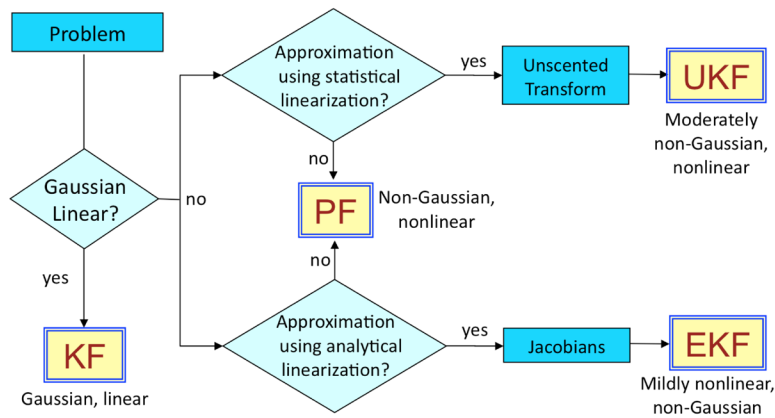 Problem
Gaussian
Linear?
yes
no
KF
Gaussian, linear
Approximation
using statistical
linearization?
yes
Unscented
Transform
UKF
Moderately
non-Gaussian,
nonlinear
no
PF
Non-Gaussian,
nonlinear
no
Approximation
using analytical
linearization?
yes
Jacobians
EKF
Mildly nonlinear,
non-Gaussian